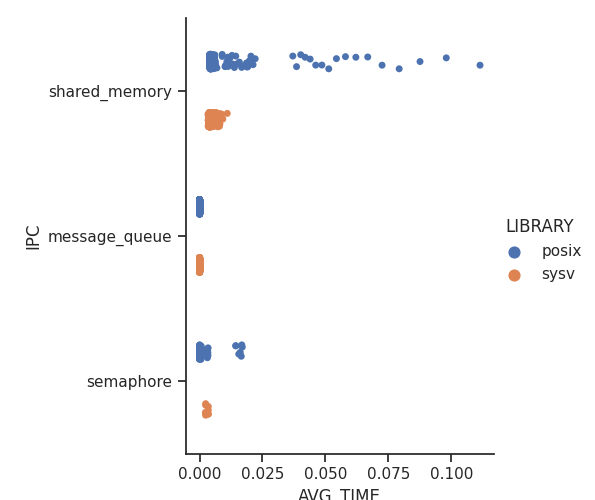 shared_memory
message_queue
semaphore
IPC
0.000 0.025 0.050 0.075 0.100
AVG_TIME
LIBRARY
posix
sysv